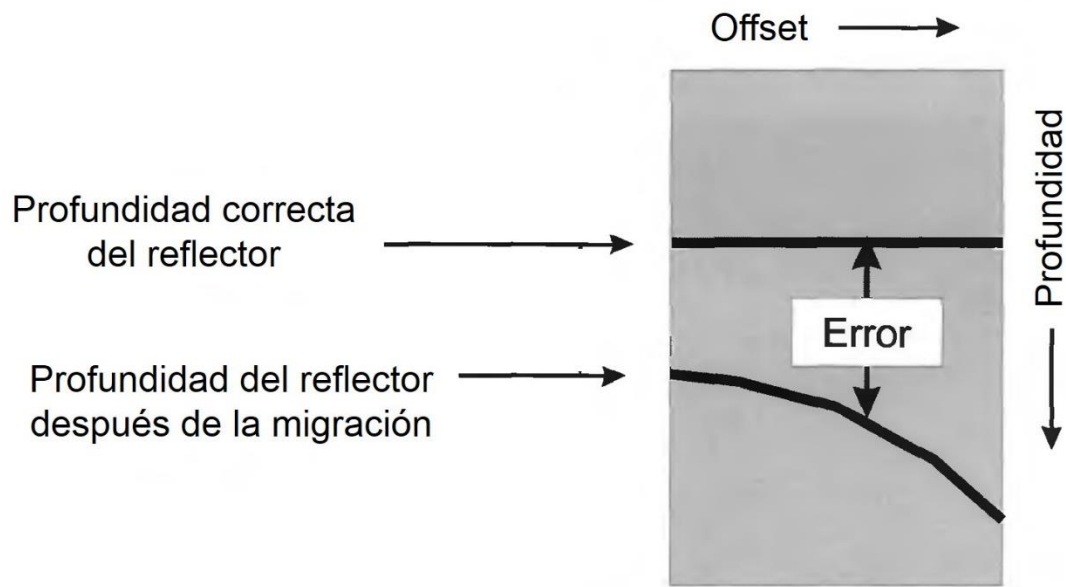 Offset
Profundidad
Profundidad correcta
del reflector
Error
Profundidad del reflector
después de la migración